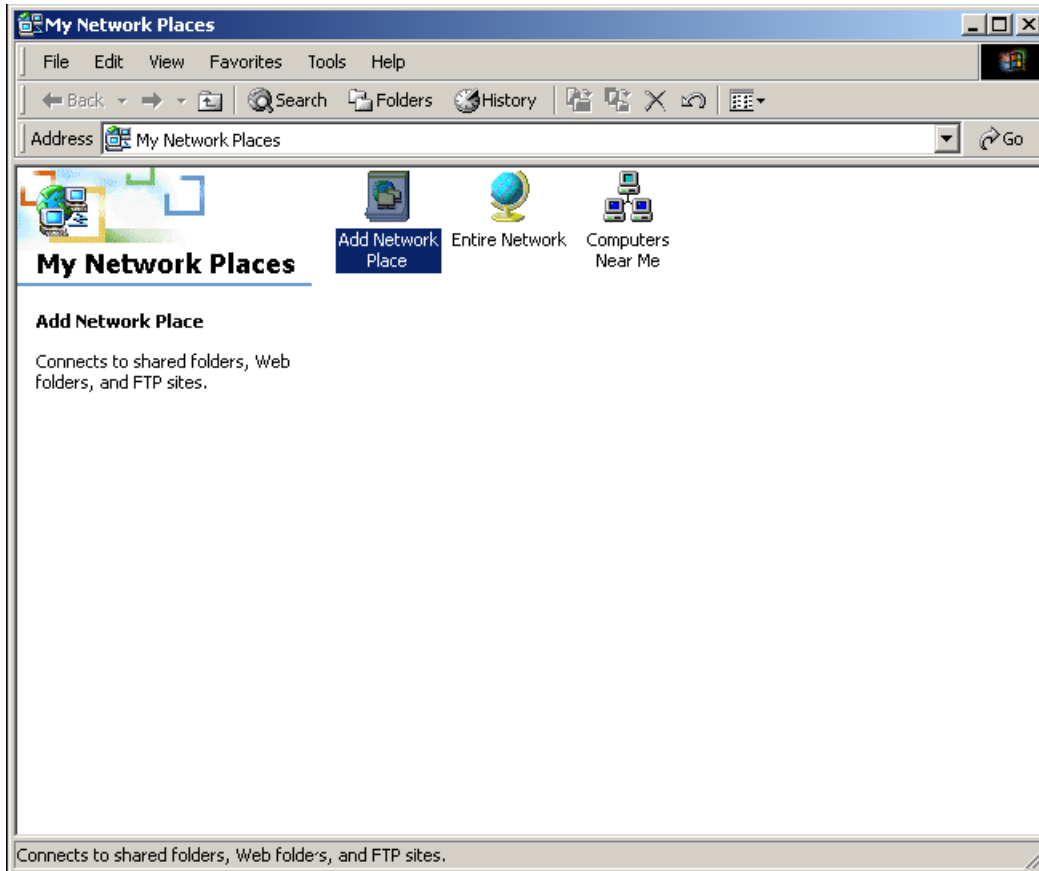 My Network Places
File Edit View Favorites Tools Help
Back Search Folders History
Address My Network Places Go
Add Network Place
Entire Network
Computers Near Me
My Network Places
Add Network Place
Connects to shared folders, Web
folders, and FTP sites.
Connects to shared folders, Web folders, and FTP sites.